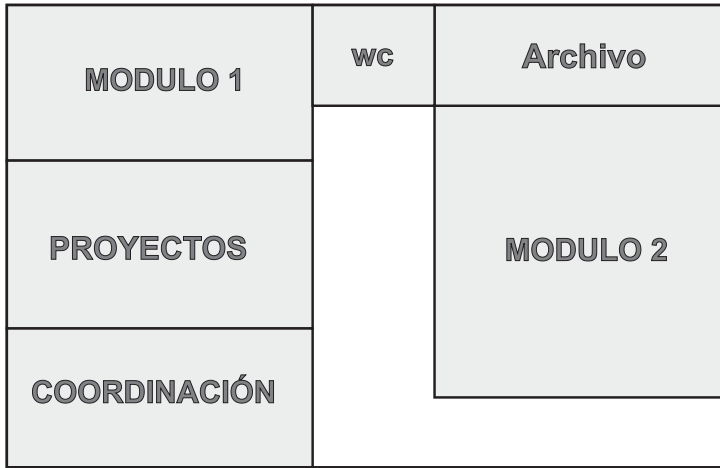 MODULO 1
wc
Archivo
PROYECTOS
MODULO 2
COORDINACIÓN